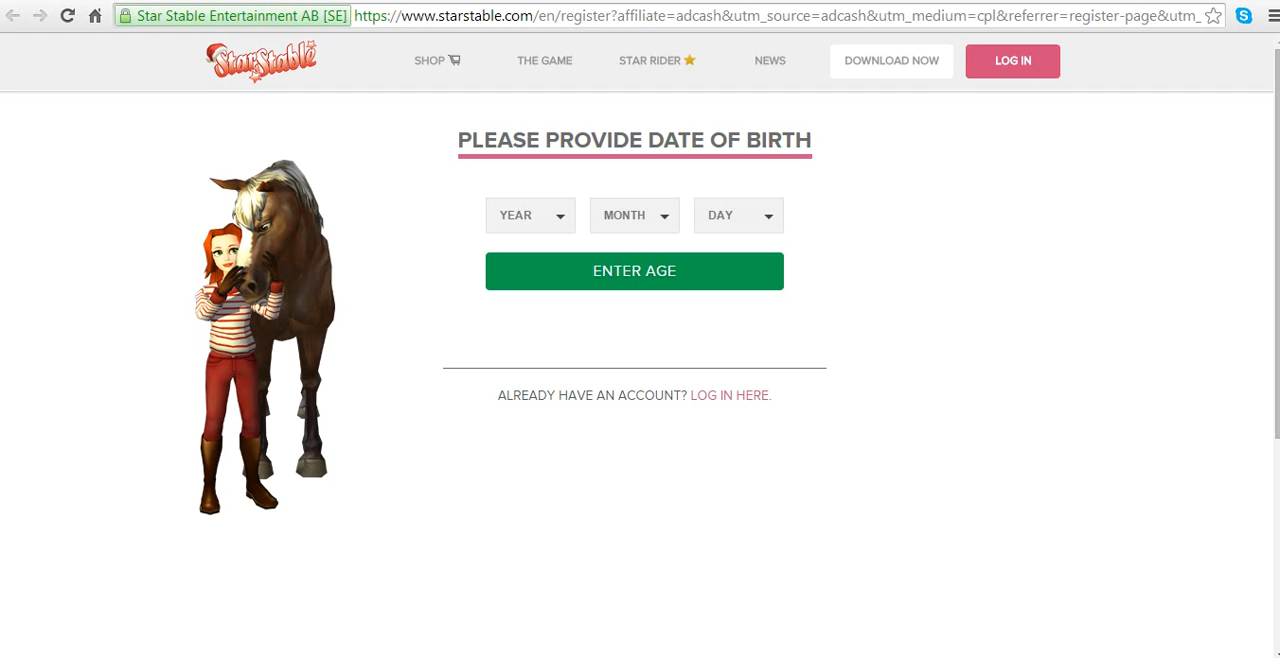 Star Stable Entertainment AB [SE] https://www.starstable.com/en/register?affiliate=adcash&utm_source=adcash&utm_medium=cpl&referrer=register-page&utm_
StarStable SHOP THE GAME STAR RIDER NEWS DOWNLOAD NOW LOG IN
PLEASE PROVIDE DATE OF BIRTH
YEAR MONTH DAY
ENTER AGE
ALREADY HAVE AN ACCOUNT? LOG IN HERE.